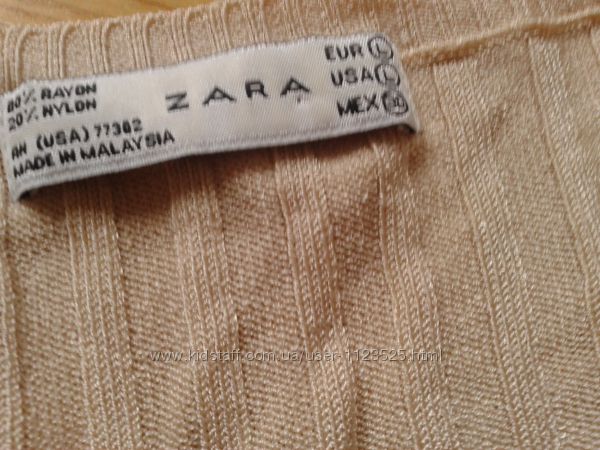 80% RAYON
20% NYLON
RN (USA) 77302
MADE IN MALAYSIA
ZARA
EUR L
USA L
MEX XL
www.kidstaff.com.ua/user-1129525.html